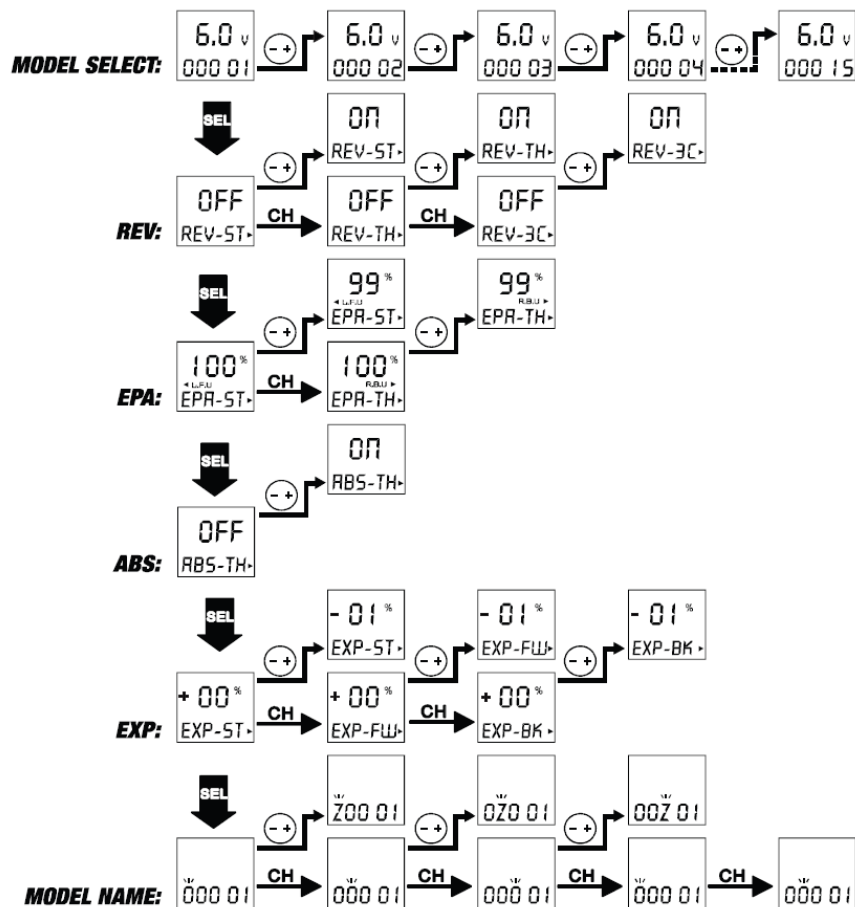 6.0 v 6.0 v 6.0 v 6.0 v 6.0 v
MODEL SELECT: 000 01 - + 000 02 - + 000 03 - + 000 04 - + 000 15
SEL
ON ON ON
- + REV-ST - + REV-TH - + REV-3C
OFF OFF OFF
REV: REV-ST CH REV-TH CH REV-3C
SEL
99 % 99 %
L.F.U R.B.U
- + EPA-ST - + EPA-TH
100 % 100 %
L.F.U R.B.U
EPA: EPA-ST CH EPA-TH
SEL
ON
- + ABS-TH
OFF
ABS: ABS-TH
SEL
- 01 % - 01 % - 01 %
- + EXP-ST - + EXP-FW - + EXP-BK
+ 00 % + 00 % + 00 %
EXP: EXP-ST CH EXP-FW CH EXP-BK
SEL
- + Z00 01 - + 0Z0 01 - + 00Z 01
MODEL NAME: 000 01 CH 000 01 CH 000 01 CH 000 01 CH 000 01